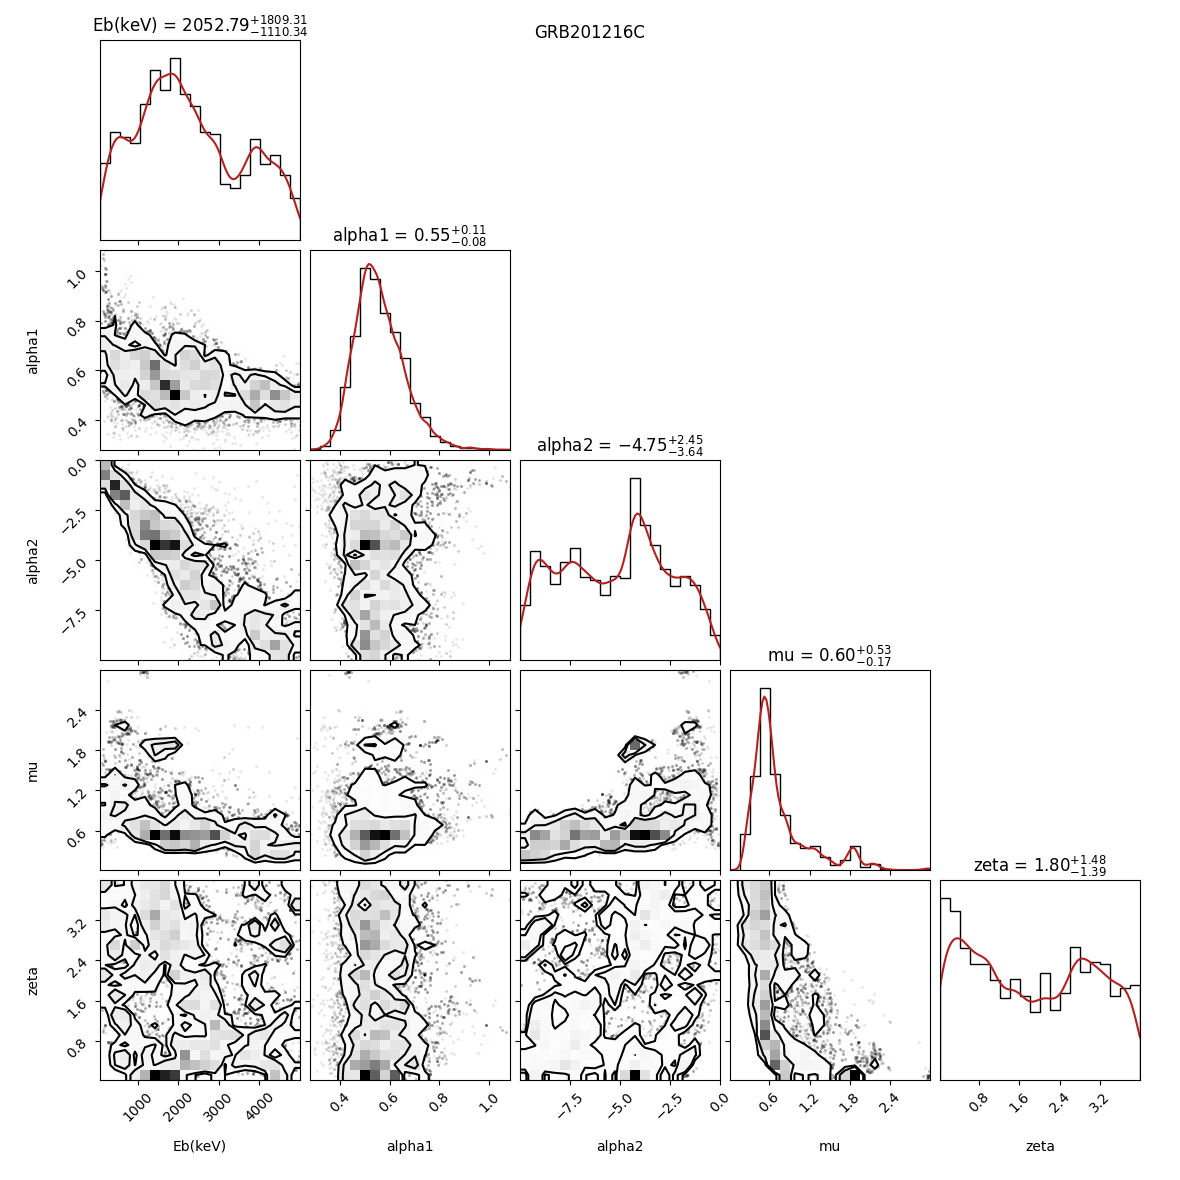 GRB201216C
Eb(keV) = 2052.79+1809.31−1110.34
alpha1 = 0.55+0.11−0.08
1.0
0.8
0.6
0.4
alpha1
alpha2 = −4.75+2.45−3.64
0.0
−2.5
−5.0
−7.5
alpha2
mu = 0.60+0.53−0.17
2.4
1.8
1.2
0.6
mu
zeta = 1.80+1.48−1.39
3.2
2.4
1.6
0.8
zeta
1000 2000 3000 4000
0.4 0.6 0.8 1.0
−7.5 −5.0 −2.5 0.0
0.6 1.2 1.8 2.4
0.8 1.6 2.4 3.2
Eb(keV) alpha1 alpha2 mu zeta